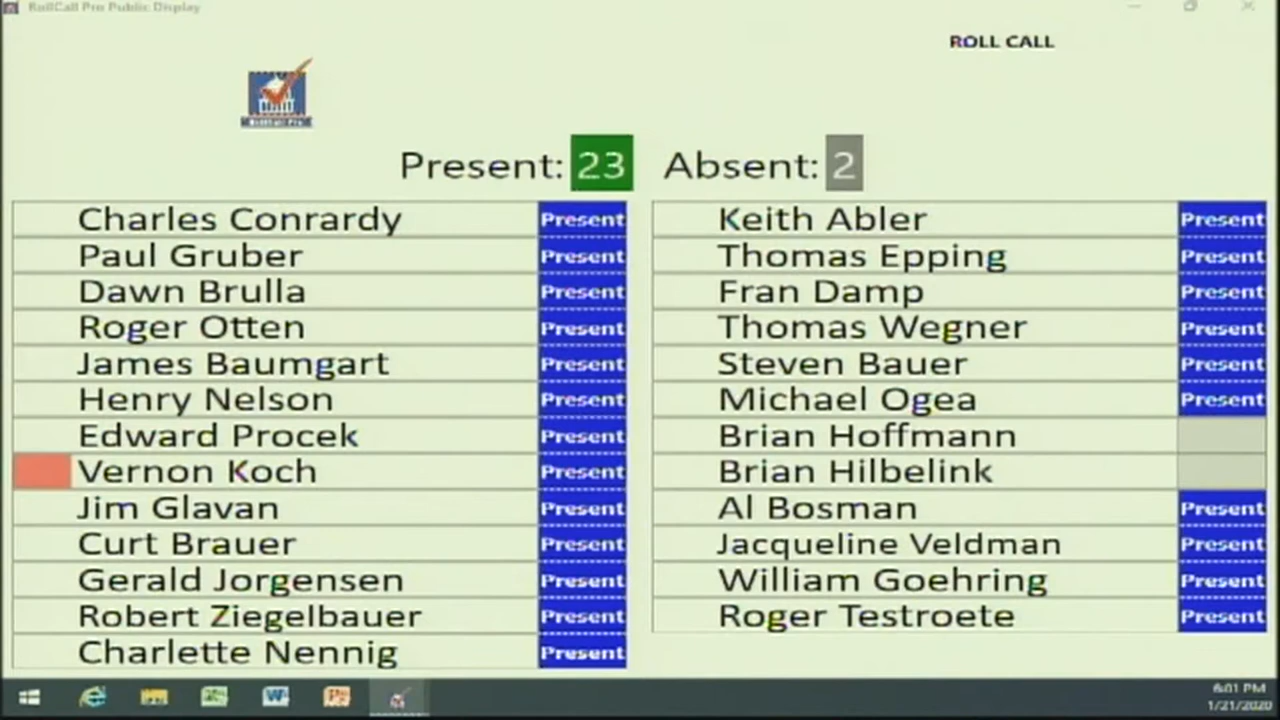 RollCall Pro Public Display
ROLL CALL
Present: 23 Absent: 2
Charles Conrardy Present
Paul Gruber Present
Dawn Brulla Present
Roger Otten Present
James Baumgart Present
Henry Nelson Present
Edward Procek Present
Vernon Koch Present
Jim Glavan Present
Curt Brauer Present
Gerald Jorgensen Present
Robert Ziegelbauer Present
Charlette Nennig Present
Keith Abler Present
Thomas Epping Present
Fran Damp Present
Thomas Wegner Present
Steven Bauer Present
Michael Ogea Present
Brian Hoffmann
Brian Hilbelink
Al Bosman Present
Jacqueline Veldman Present
William Goehring Present
Roger Testroete Present
6:01 PM
1/21/2020